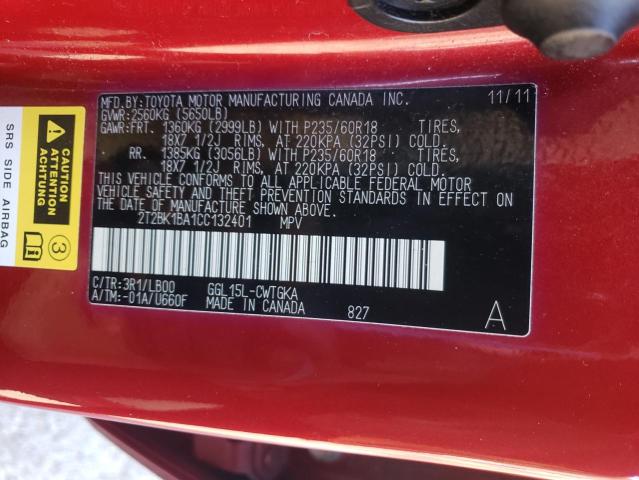 MFD.BY:TOYOTA MOTOR MANUFACTURING CANADA INC. 11/11
GVWR:2560KG (5650LB)
GAWR:FRT. 1360KG (2999LB) WITH P235/60R18 TIRES,
18X7 1/2J RIMS, AT 220KPA (32PSI) COLD.
RR. 1385KG (3056LB) WITH P235/60R18 TIRES,
18X7 1/2J RIMS, AT 220KPA (32PSI) COLD.
THIS VEHICLE CONFORMS TO ALL APPLICABLE FEDERAL MOTOR
VEHICLE SAFETY AND THEFT PREVENTION STANDARDS IN EFFECT ON
THE DATE OF MANUFACTURE SHOWN ABOVE.
2T2BK1BA1CC132401 MPV
C/TR:3R1/LB00 GGL15L-CWTGKA
A/TM:-01A/U660F MADE IN CANADA 827 A
SRS SIDE AIRBAG
3